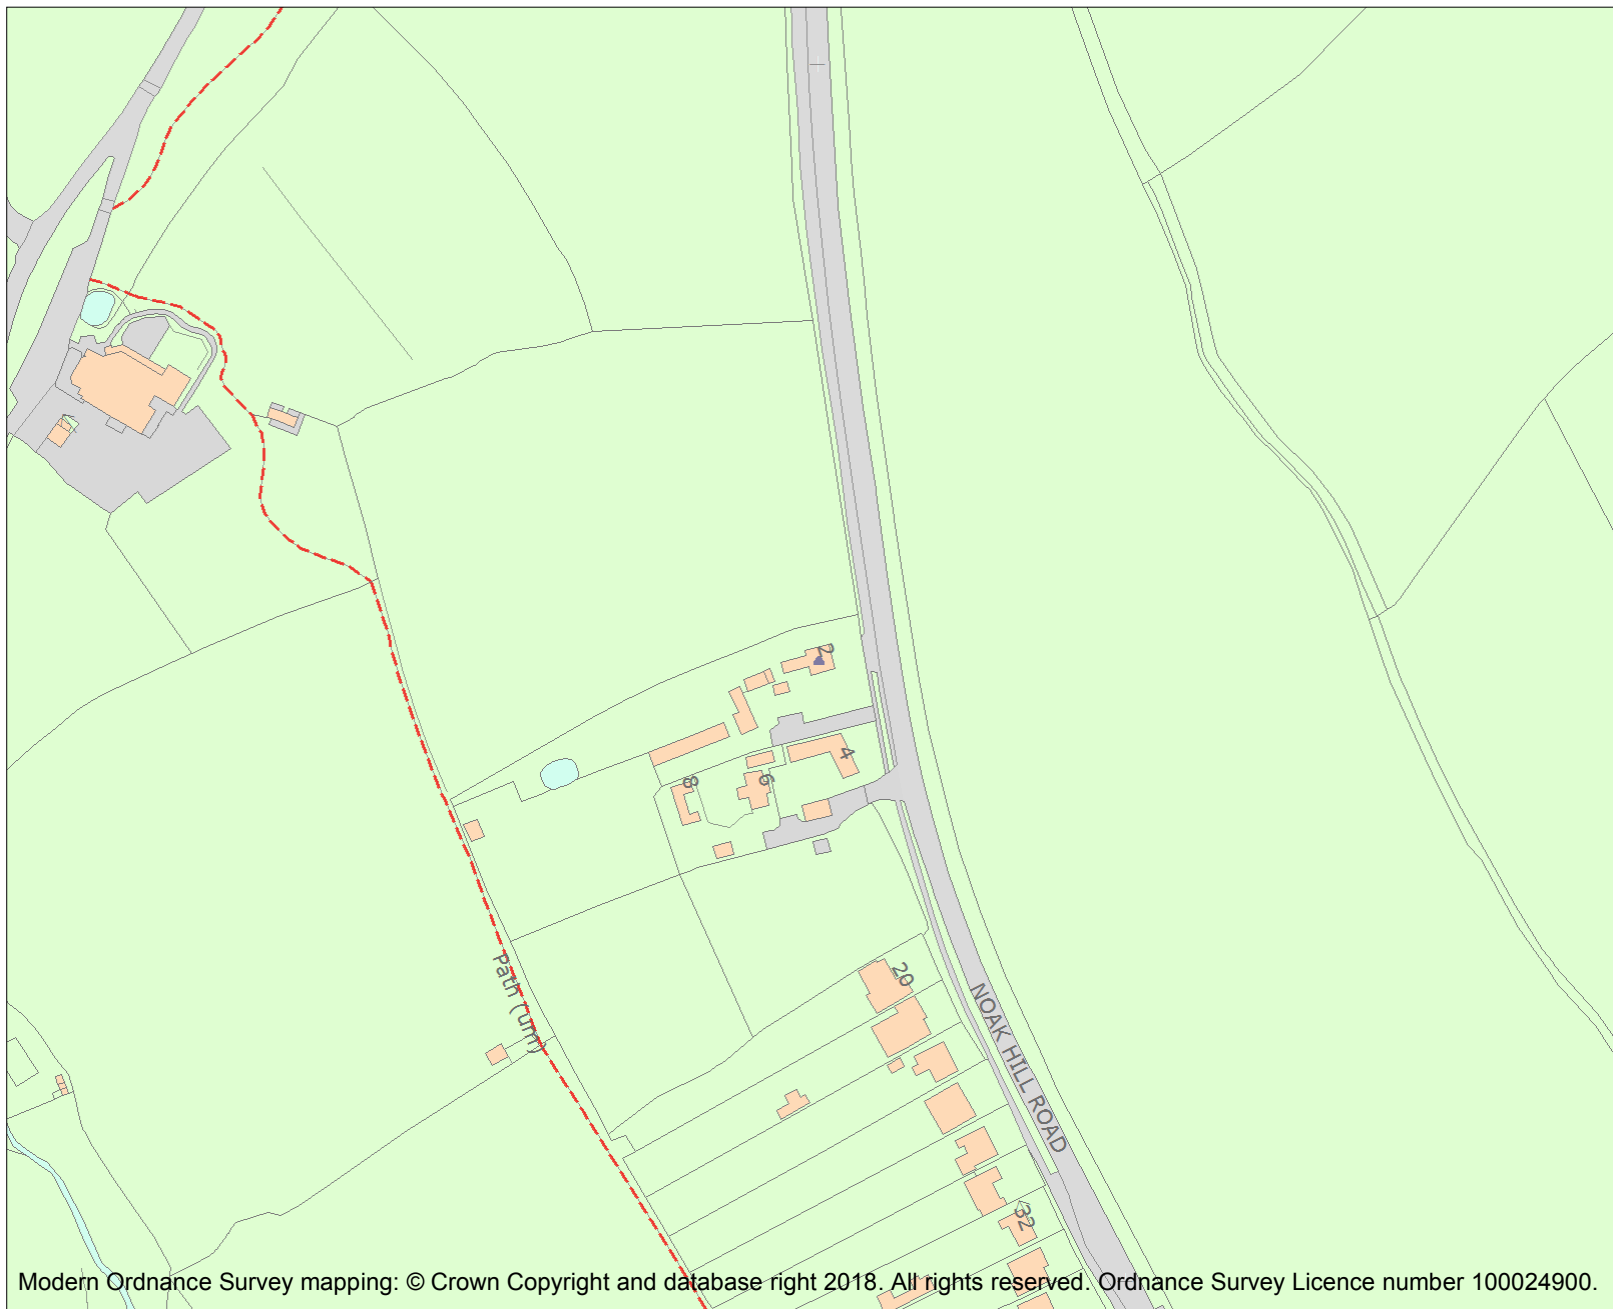 2
4
6
8
Path (um)
20
NOAK HILL ROAD
32
Modern Ordnance Survey mapping: © Crown Copyright and database right 2018. All rights reserved. Ordnance Survey Licence number 100024900.